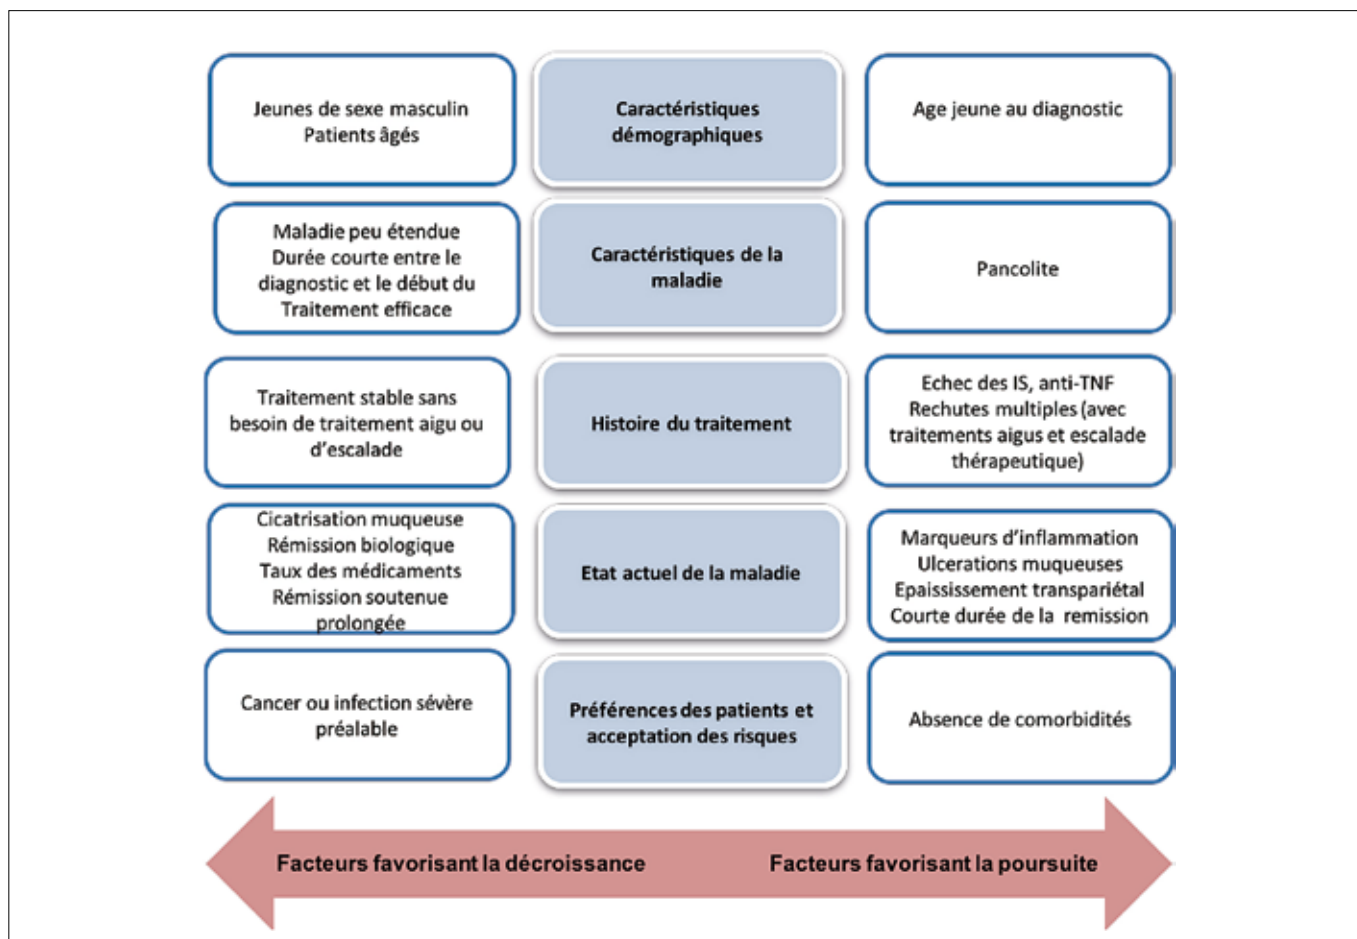 Jeunes de sexe masculin
Patients âgés
Caractéristiques
démographiques
Age jeune au diagnostic
Maladie peu étendue
Durée courte entre le
diagnostic et le début du
Traitement efficace
Caractéristiques de la
maladie
Pancolite
Traitement stable sans
besoin de traitement aigu ou
d’escalade
Histoire du traitement
Echec des IS, anti-TNF
Rechutes multiples (avec
traitements aigus et escalade
thérapeutique)
Cicatrisation muqueuse
Rémission biologique
Taux des médicaments
Rémission soutenue
prolongée
Etat actuel de la maladie
Marqueurs d’inflammation
Ulcerations muqueuses
Epaississement transpariétal
Courte durée de la remission
Cancer ou infection sévère
préalable
Préférences des patients et
acceptation des risques
Absence de comorbidités
Facteurs favorisant la décroissance
Facteurs favorisant la poursuite